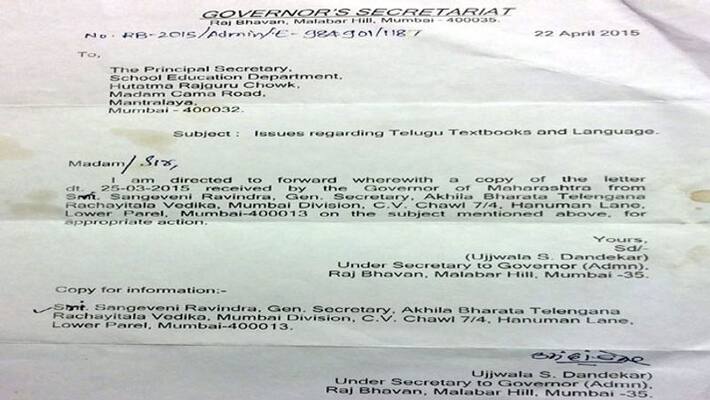 GOVERNOR'S SECRETARIAT
Raj Bhavan, Malabar Hill, Mumbai - 400035.
No. RB-2015/Admin/E-98A901/1187
22 April 2015
To,
The Principal Secretary,
School Education Department,
Hutatma Rajguru Chowk,
Madam Cama Road,
Mantralaya,
Mumbai - 400032.
Subject : Issues regarding Telugu Textbooks and Language.
Madam/Sir,
I am directed to forward wherewith a copy of the letter
dt. 25-03-2015 received by the Governor of Maharashtra from
Sangeveni Ravindra, Gen. Secretary, Akhila Bharata Telengana
Rachayitala Vedika, Mumbai Division, C.V. Chawl 7/4, Hanuman Lane,
Lower Parel, Mumbai-400013 on the subject mentioned above, for
appropriate action.
Yours,
Sd/-
(Ujjwala S. Dandekar)
Under Secretary to Governor (Admn),
Raj Bhavan, Malabar Hill, Mumbai -35.
Copy for information:-
Sangeveni Ravindra, Gen. Secretary, Akhila Bharata Telengana
Rachayitala Vedika, Mumbai Division, C.V. Chawl 7/4, Hanuman Lane,
Lower Parel, Mumbai-400013.
Ujjwala S. Dandekar)
Under Secretary to Governor (Admn),
Raj Bhavan, Malabar Hill, Mumbai -35.